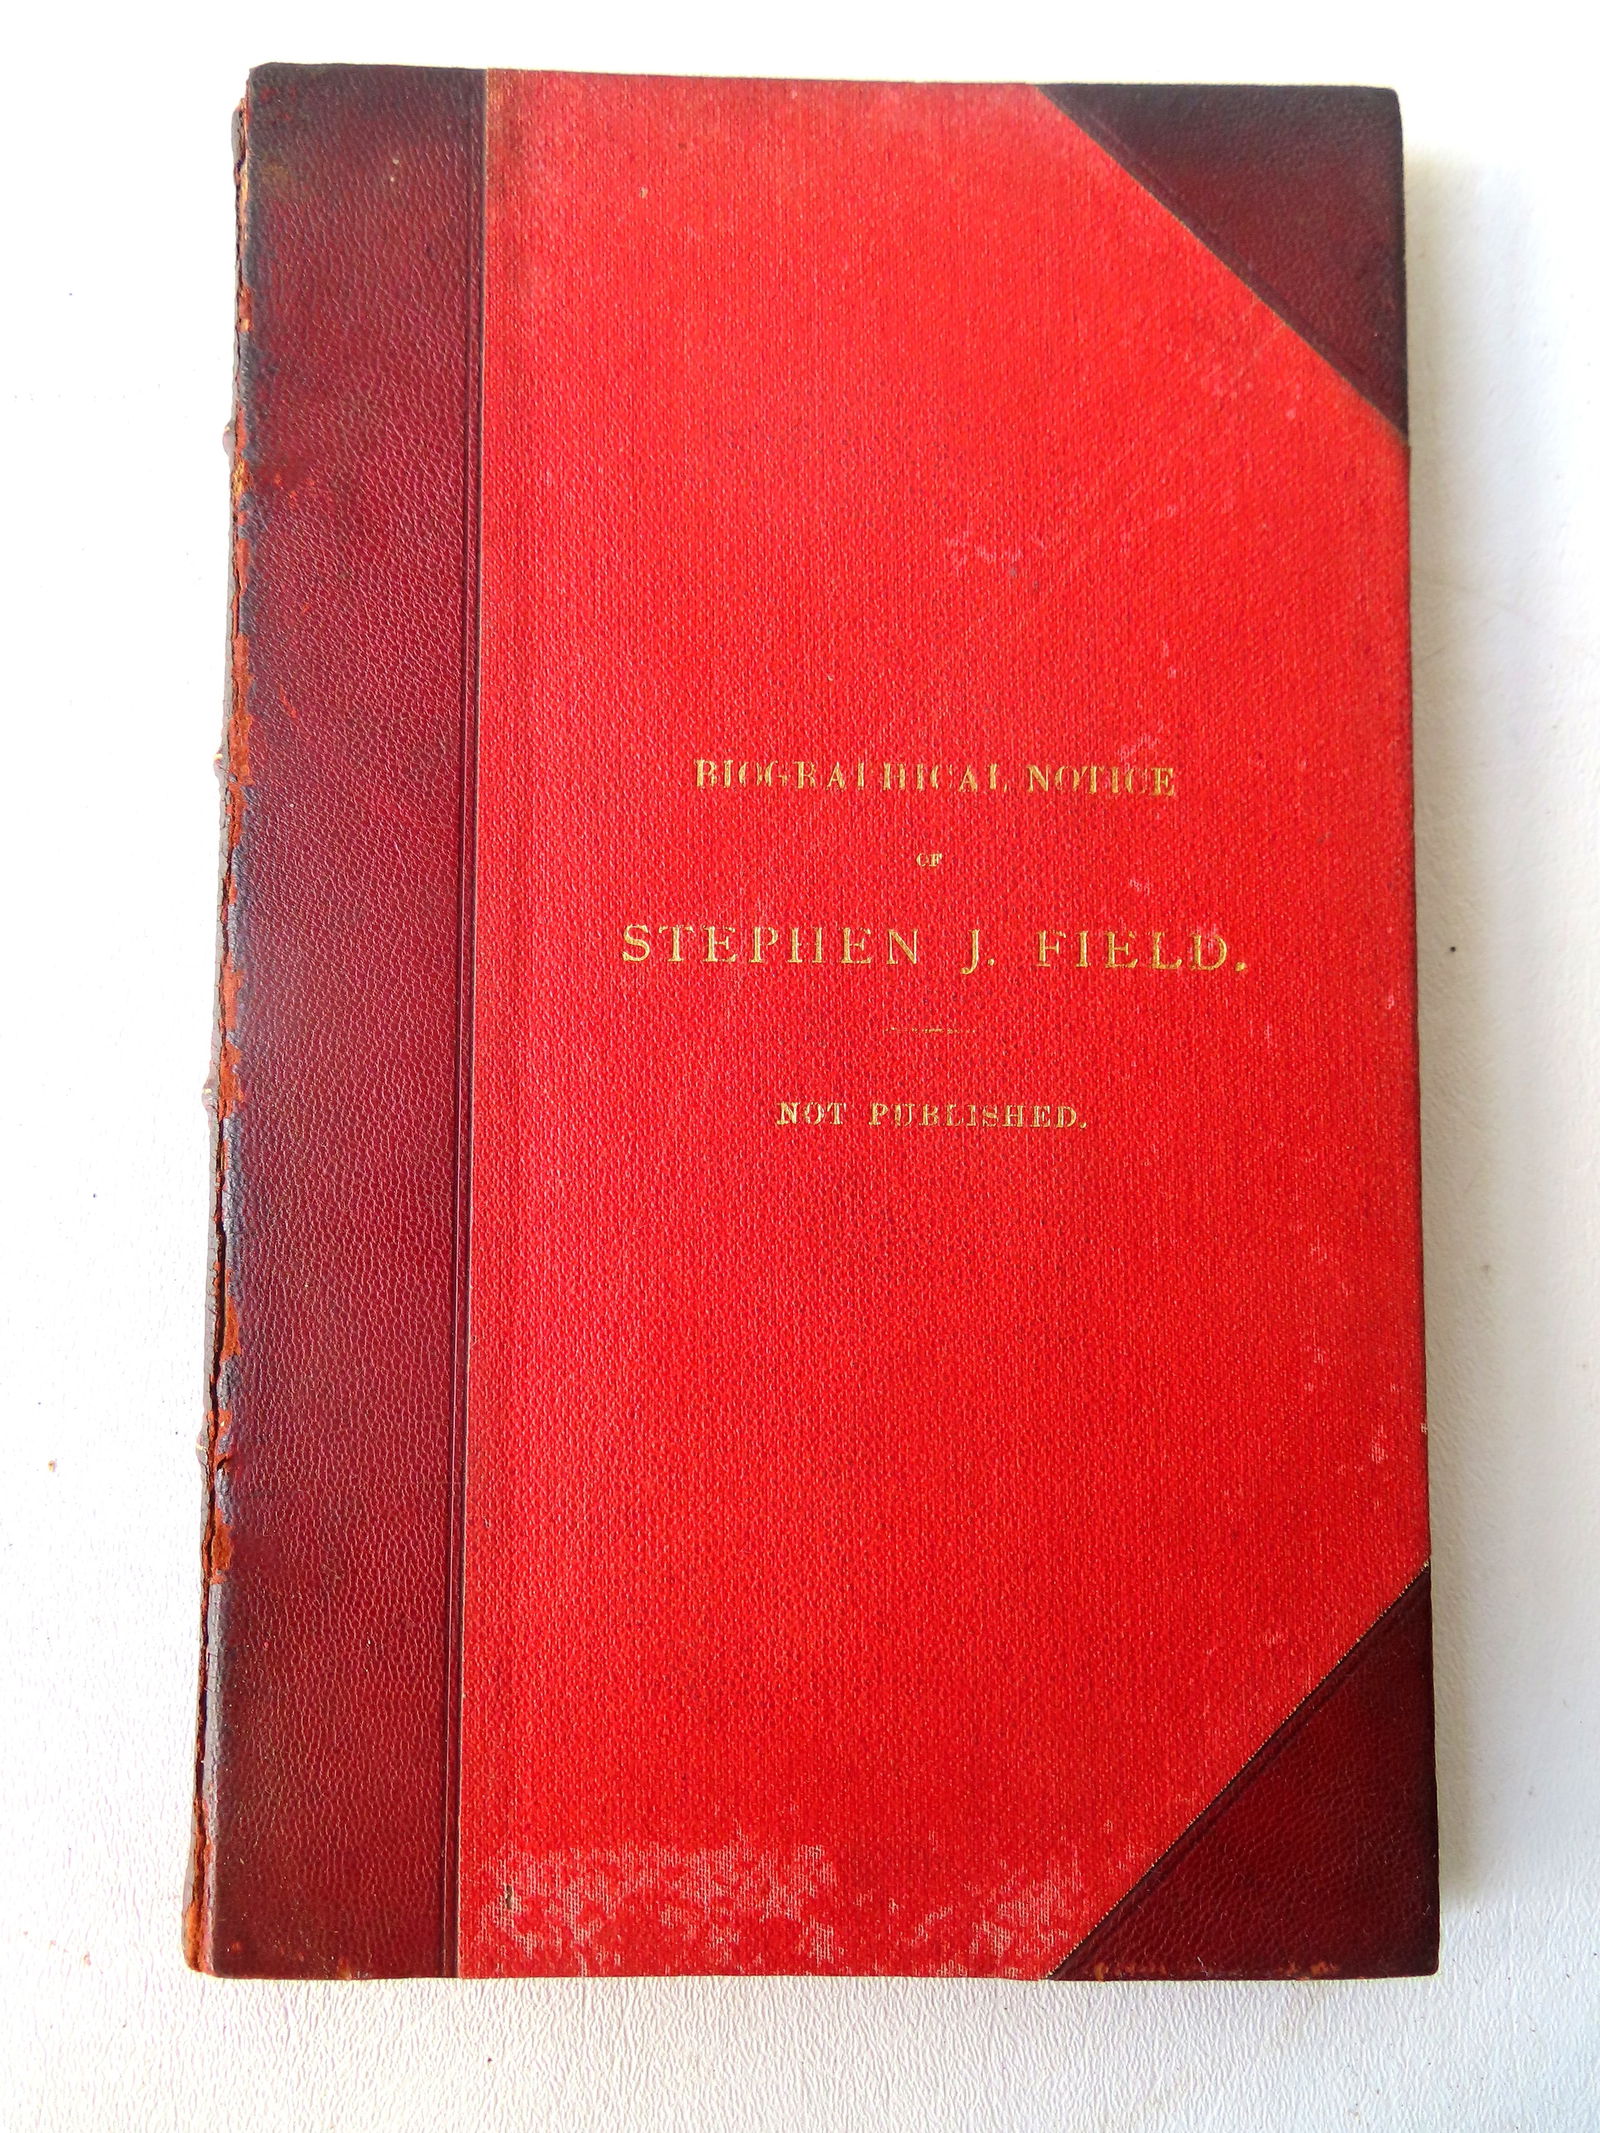 BIOGRAPHICAL NOTICE
OF
STEPHEN J. FIELD.
NOT PUBLISHED.